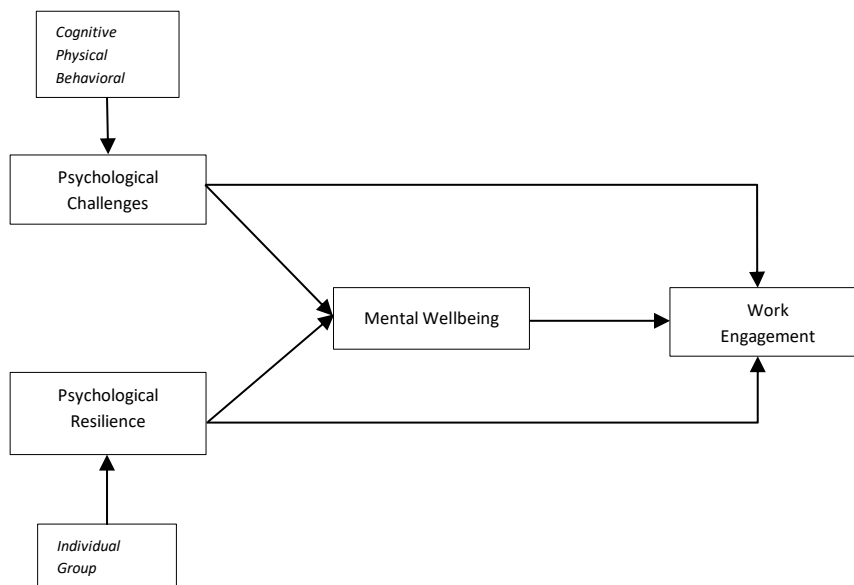 Cognitive
Physical
Behavioral
Psychological
Challenges
Mental Wellbeing
Work
Engagement
Psychological
Resilience
Individual
Group